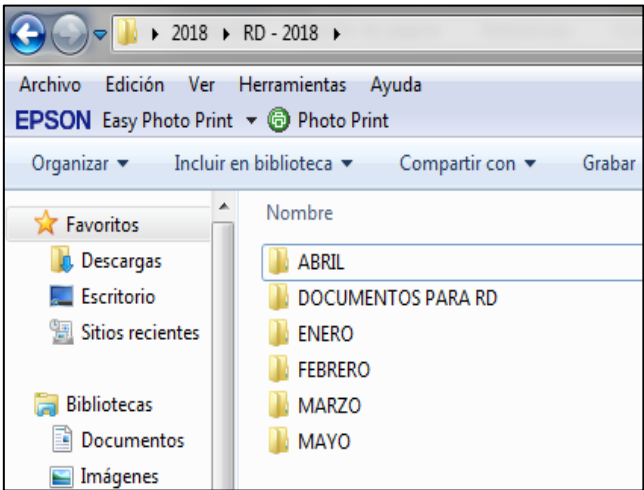 2018 ▸ RD - 2018 ▸
Archivo Edición Ver Herramientas Ayuda
EPSON Easy Photo Print Photo Print
Organizar Incluir en biblioteca Compartir con Grabar
Favoritos
Descargas
Escritorio
Sitios recientes
Bibliotecas
Documentos
Imágenes
Nombre
ABRIL
DOCUMENTOS PARA RD
ENERO
FEBRERO
MARZO
MAYO